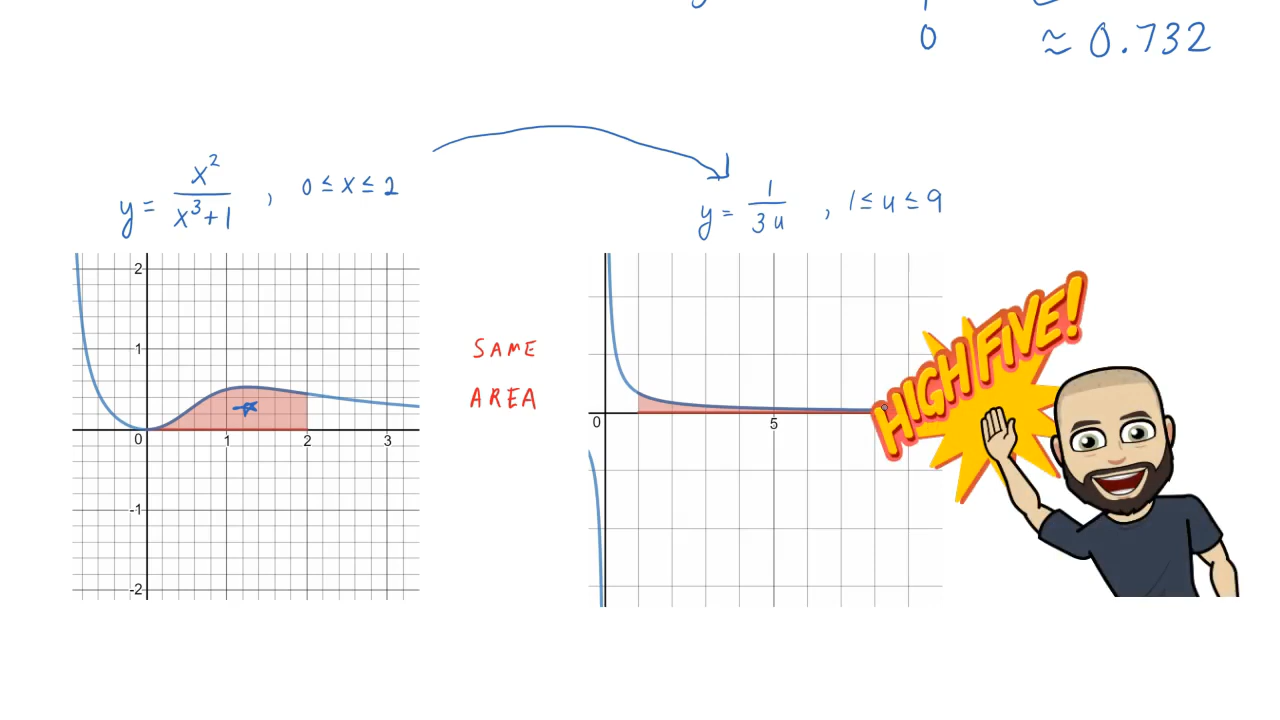 0
≈ 0.732
y = x²/(x³+1) , 0 ≤ x ≤ 2
y = 1/(3u) , 1 ≤ u ≤ 9
2
1
0
1
2
3
-1
-2
SAME
AREA
0
5
HIGH FIVE!